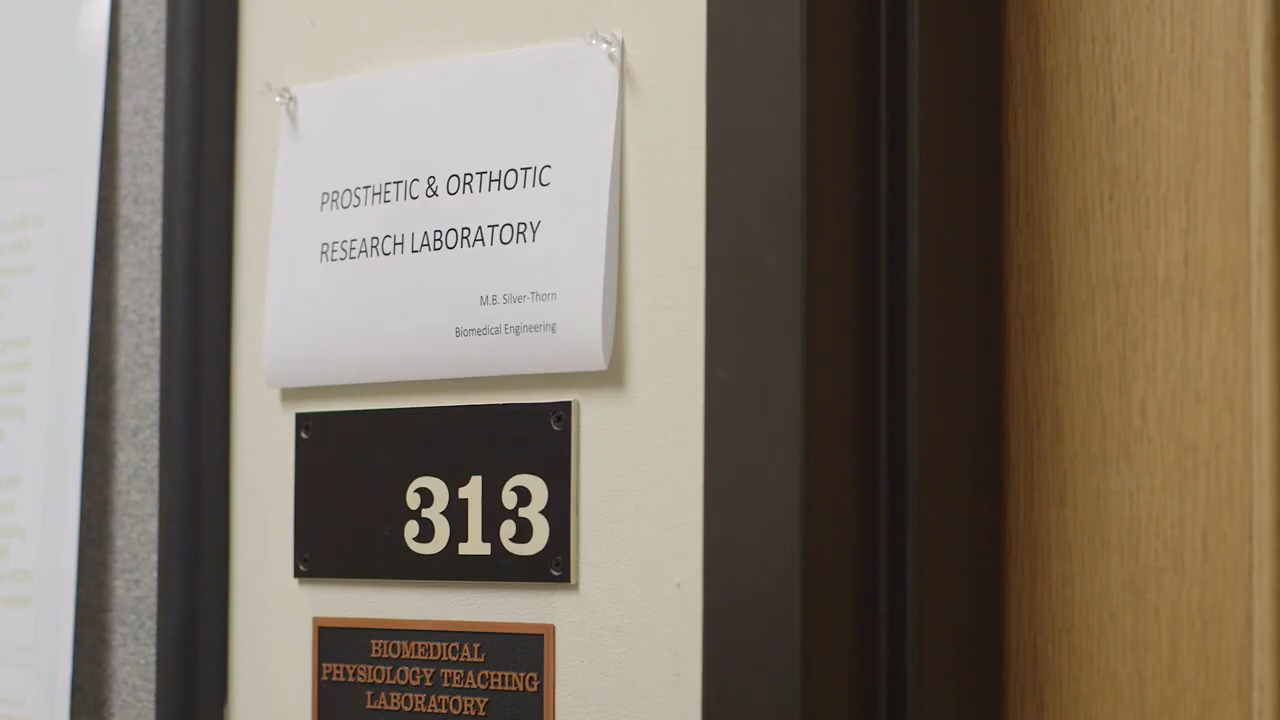 PROSTHETIC & ORTHOTIC
RESEARCH LABORATORY
M.B. Silver-Thorn
Biomedical Engineering
313
BIOMEDICAL
PHYSIOLOGY TEACHING
LABORATORY